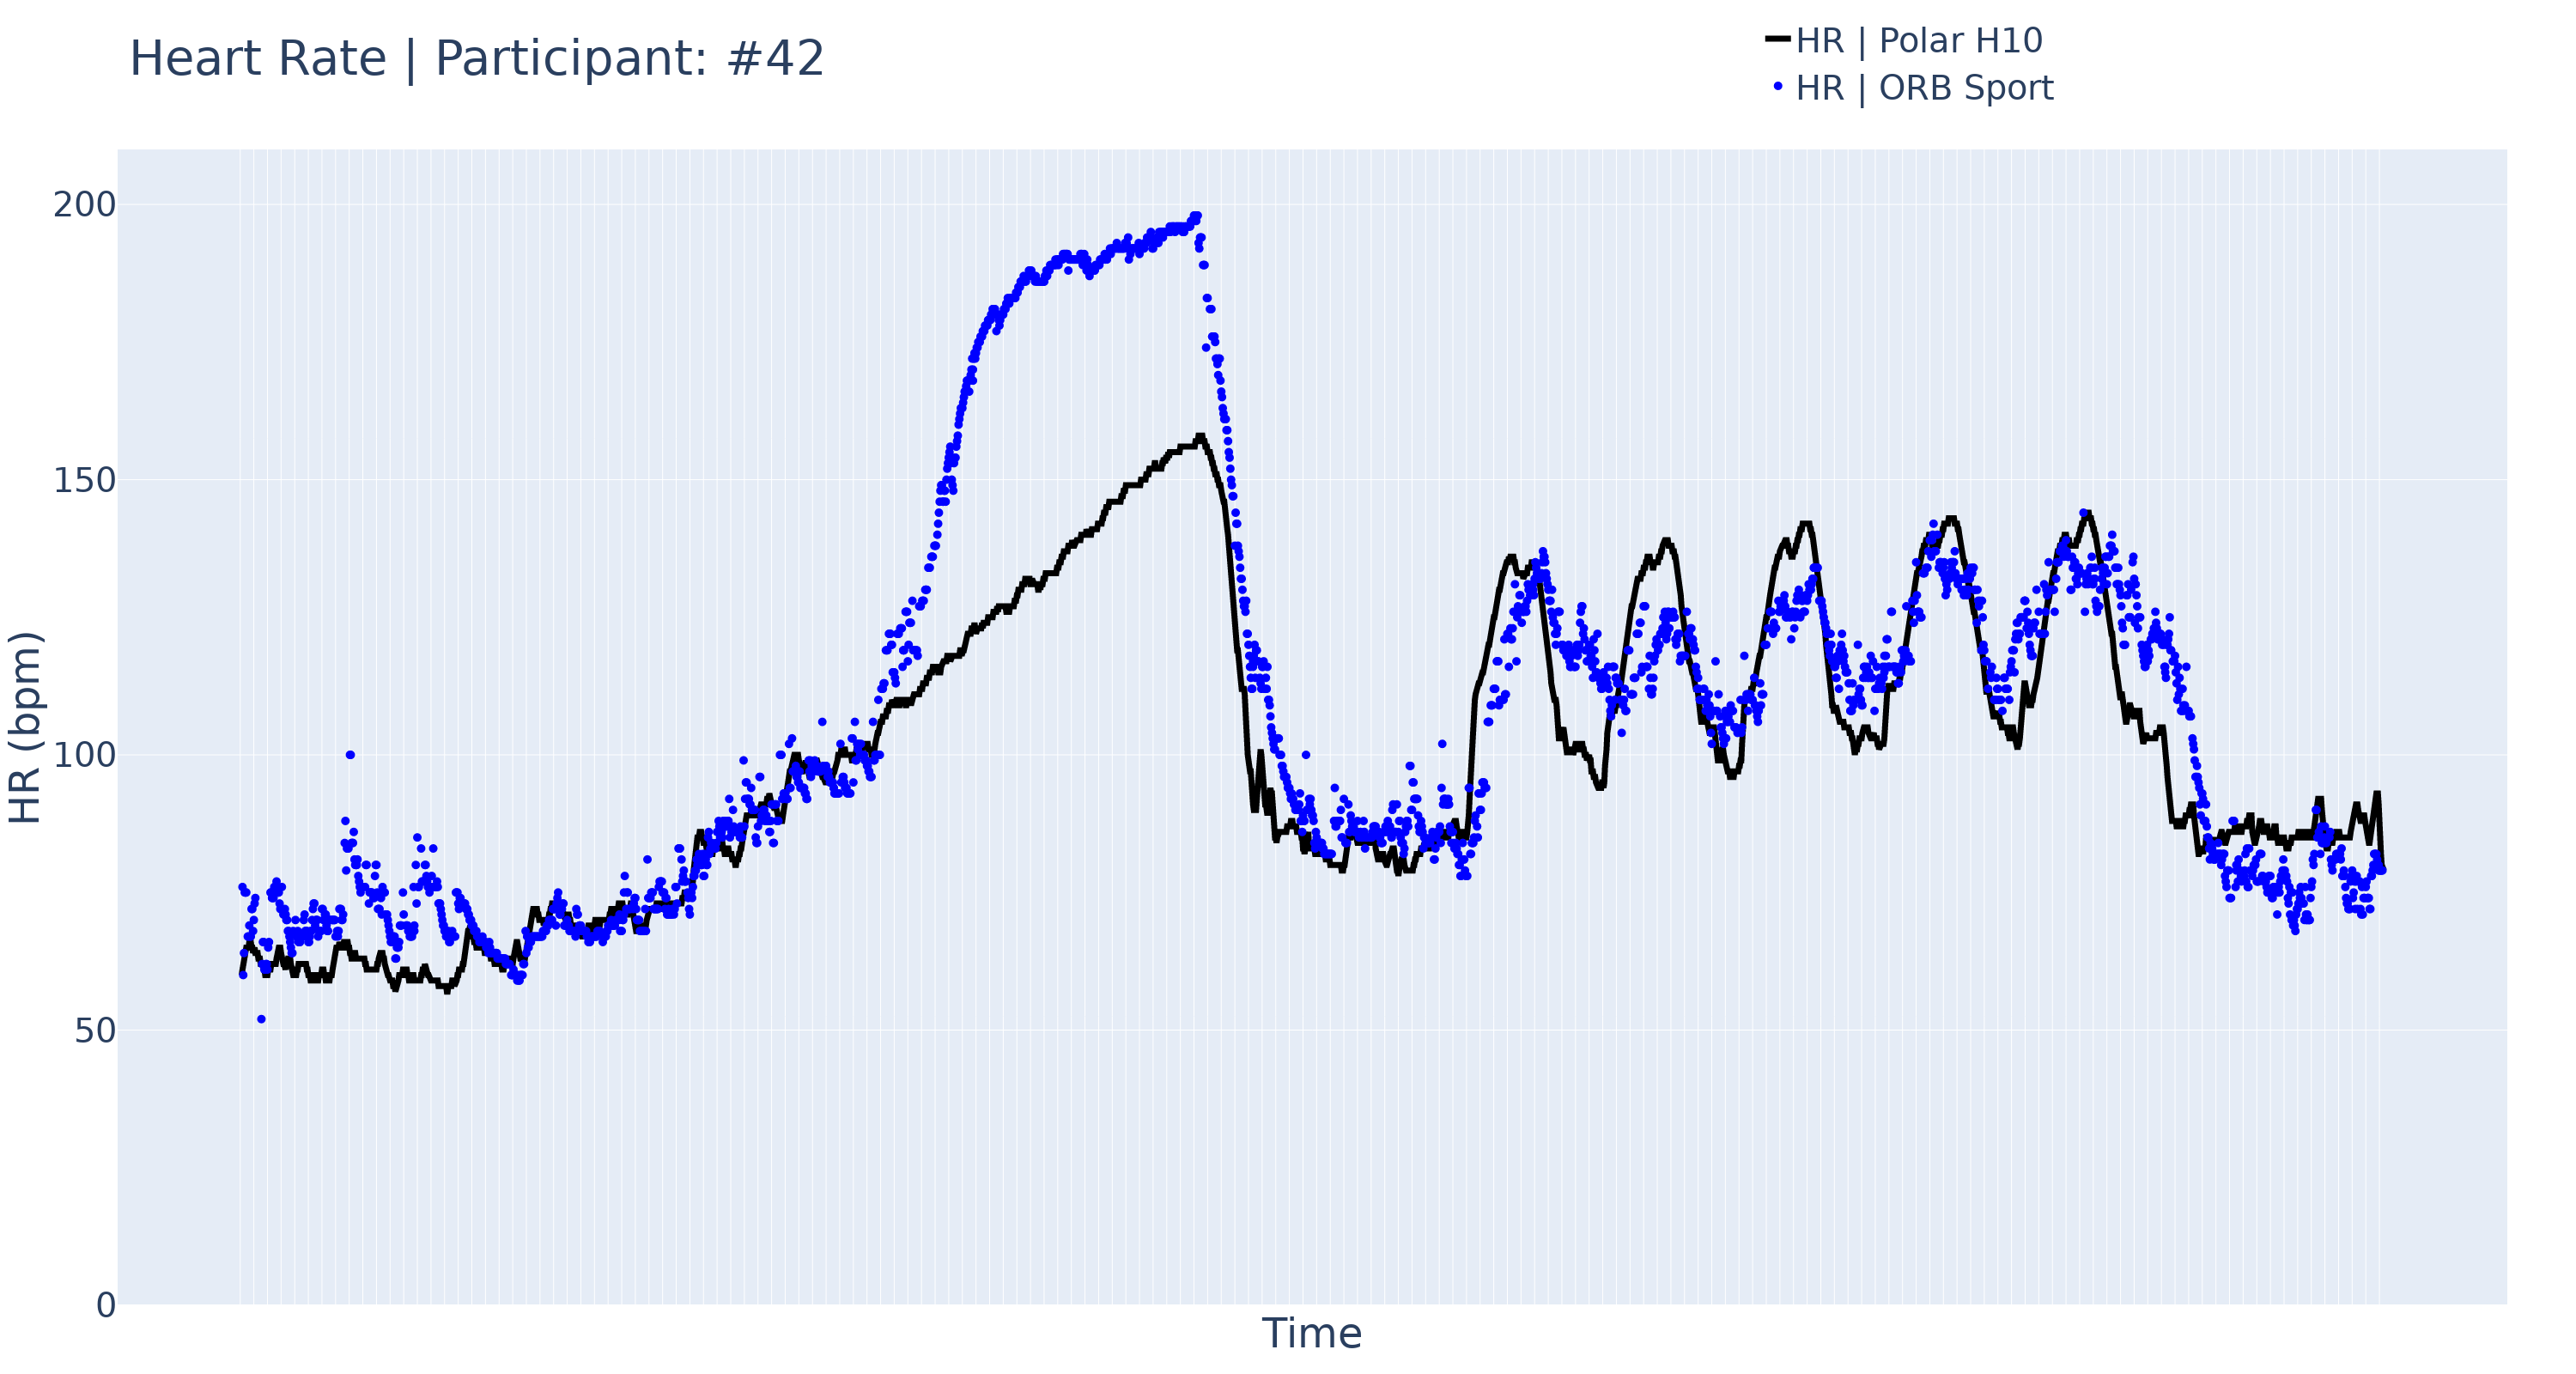 Heart Rate | Participant: #42
HR | Polar H10
HR | ORB Sport
200
150
100
50
0
HR (bpm)
Time